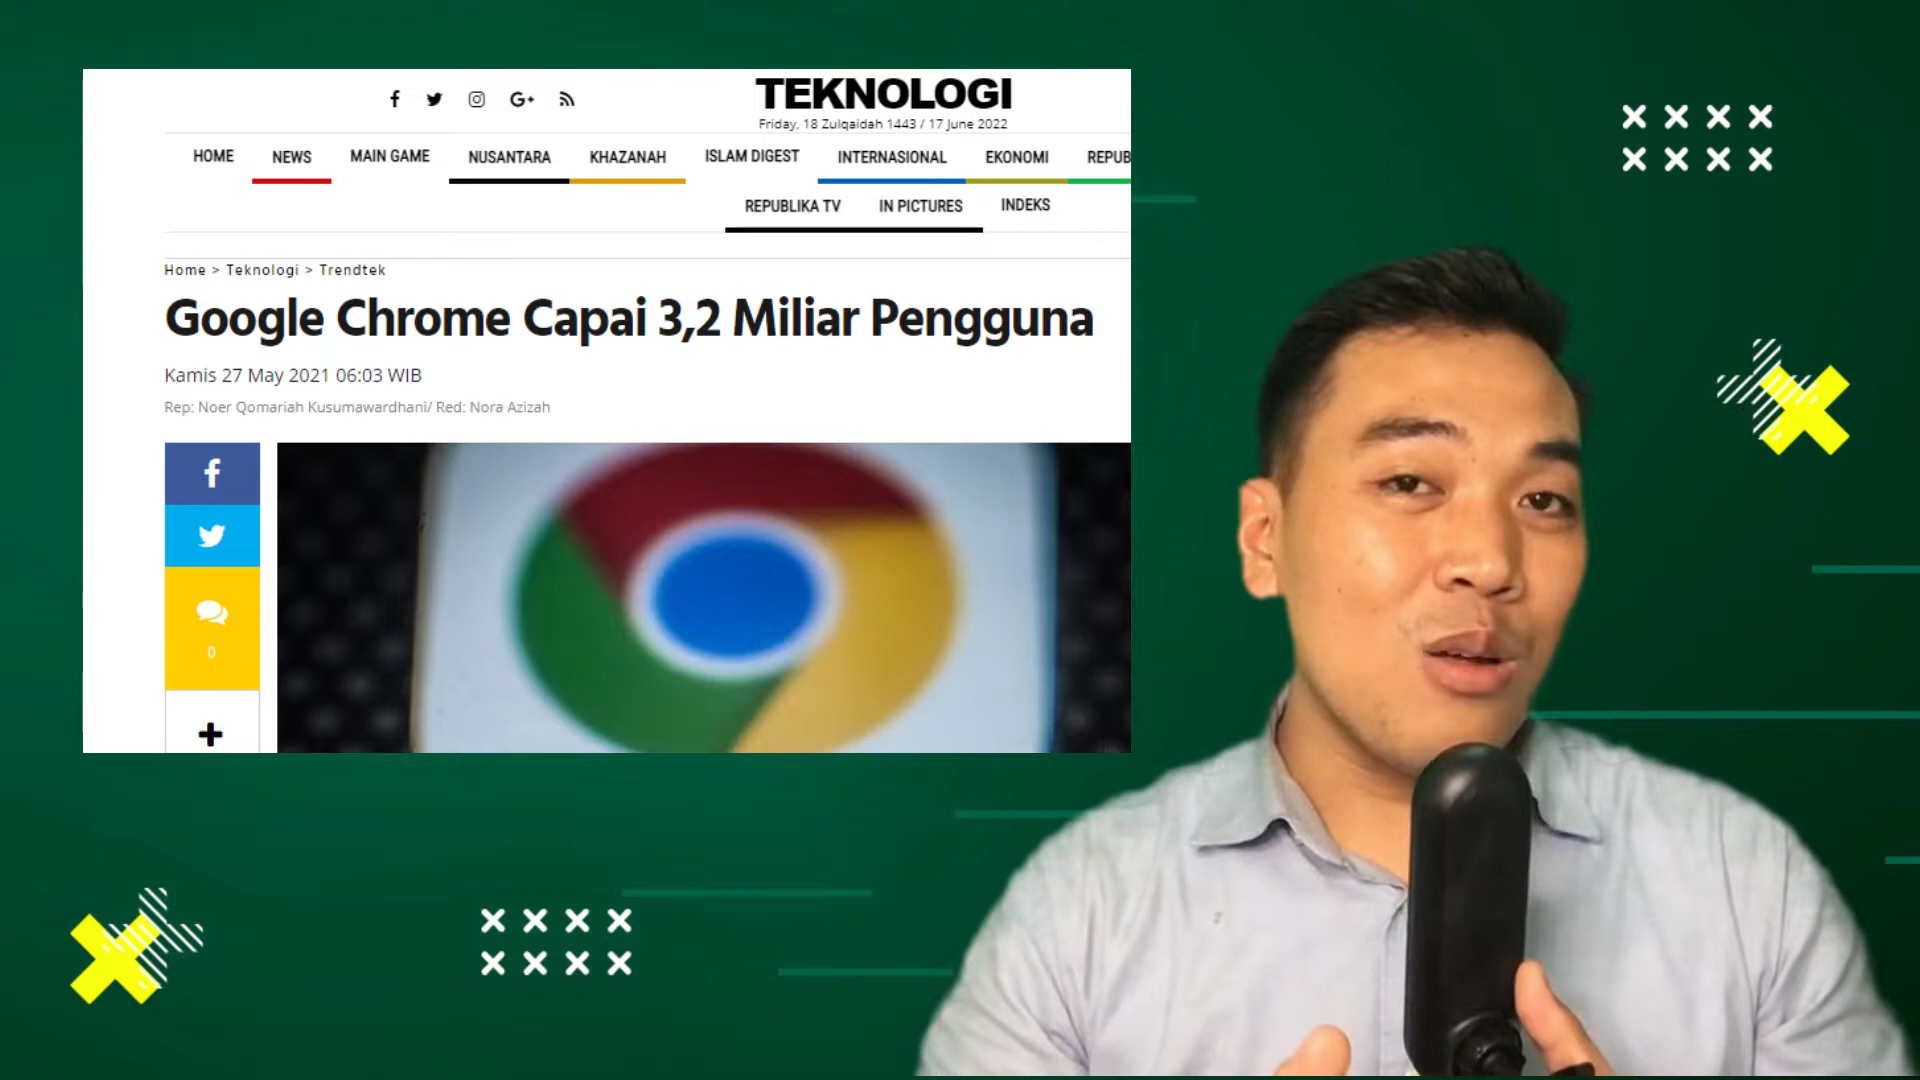 TEKNOLOGI
Friday, 18 Zulqaidah 1443 / 17 June 2022
HOME NEWS MAIN GAME NUSANTARA KHAZANAH ISLAM DIGEST INTERNASIONAL EKONOMI REPUB
REPUBLIKA TV IN PICTURES INDEKS
Home > Teknologi > Trendtek
Google Chrome Capai 3,2 Miliar Pengguna
Kamis 27 May 2021 06:03 WIB
Rep: Noer Qomariah Kusumawardhani/ Red: Nora Azizah
0